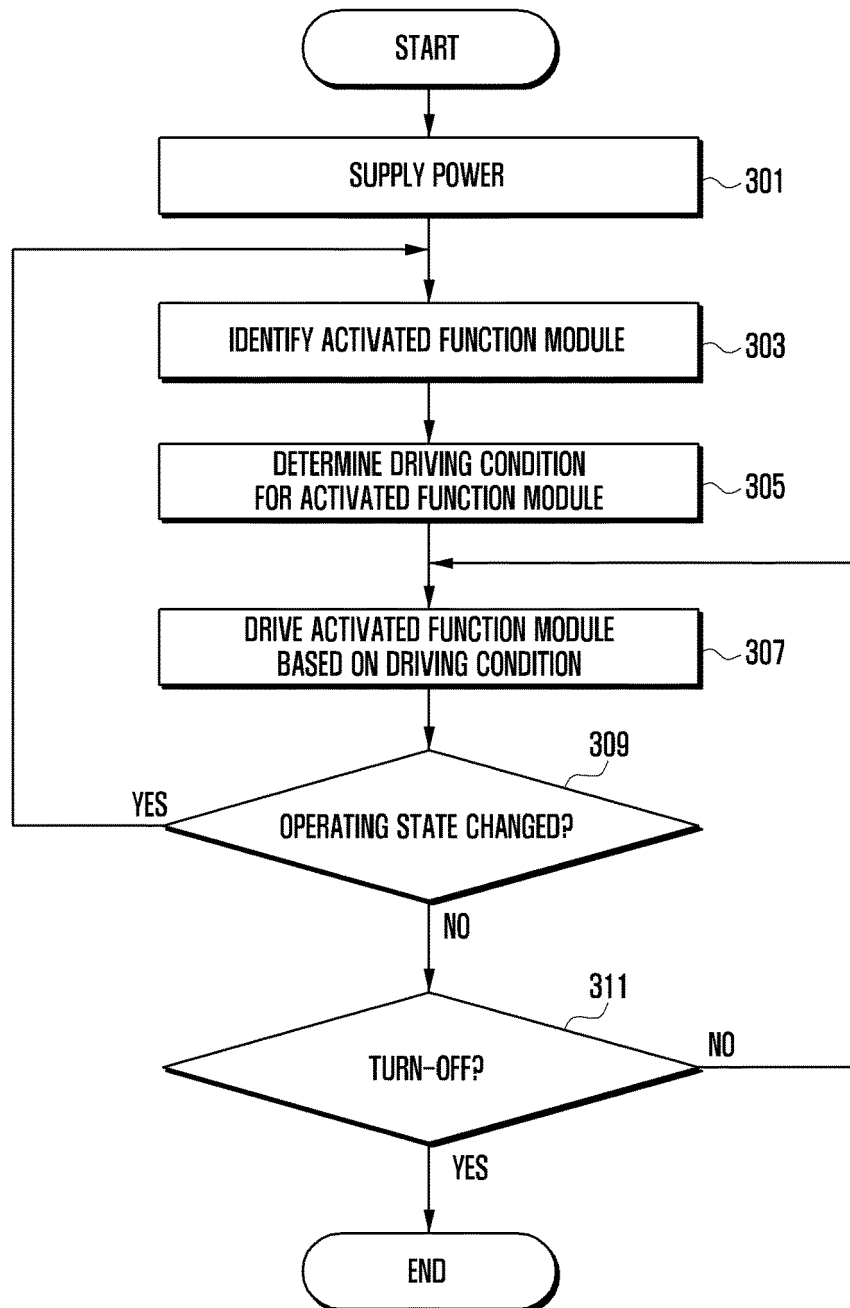 START
SUPPLY POWER
301
IDENTIFY ACTIVATED FUNCTION MODULE
303
DETERMINE DRIVING CONDITION
FOR ACTIVATED FUNCTION MODULE
305
DRIVE ACTIVATED FUNCTION MODULE
BASED ON DRIVING CONDITION
307
309
YES
OPERATING STATE CHANGED?
NO
311
TURN-OFF?
NO
YES
END